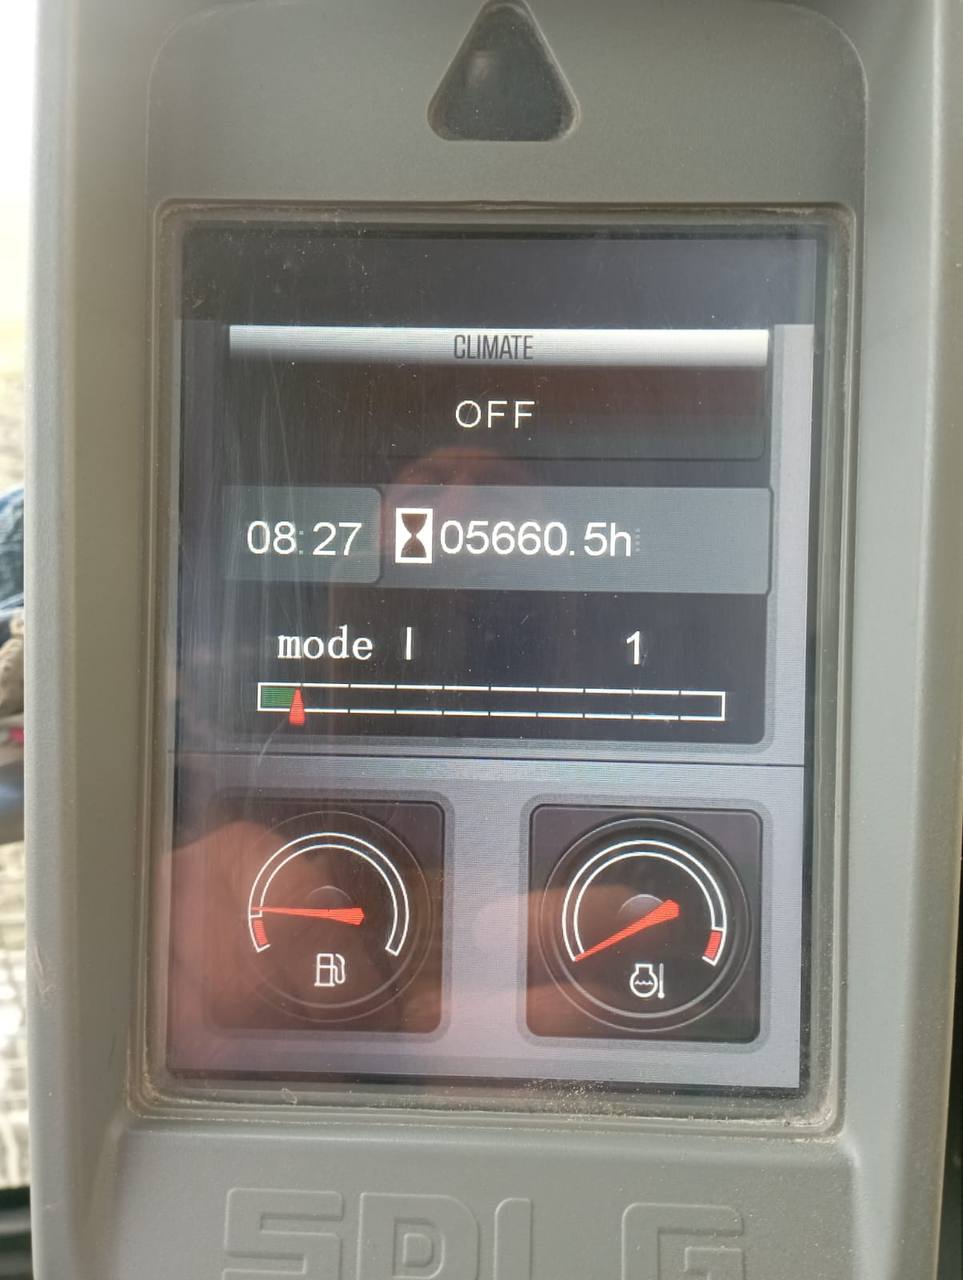 CLIMATE
OFF
08:27 05660.5h
mode I 1
SDLG